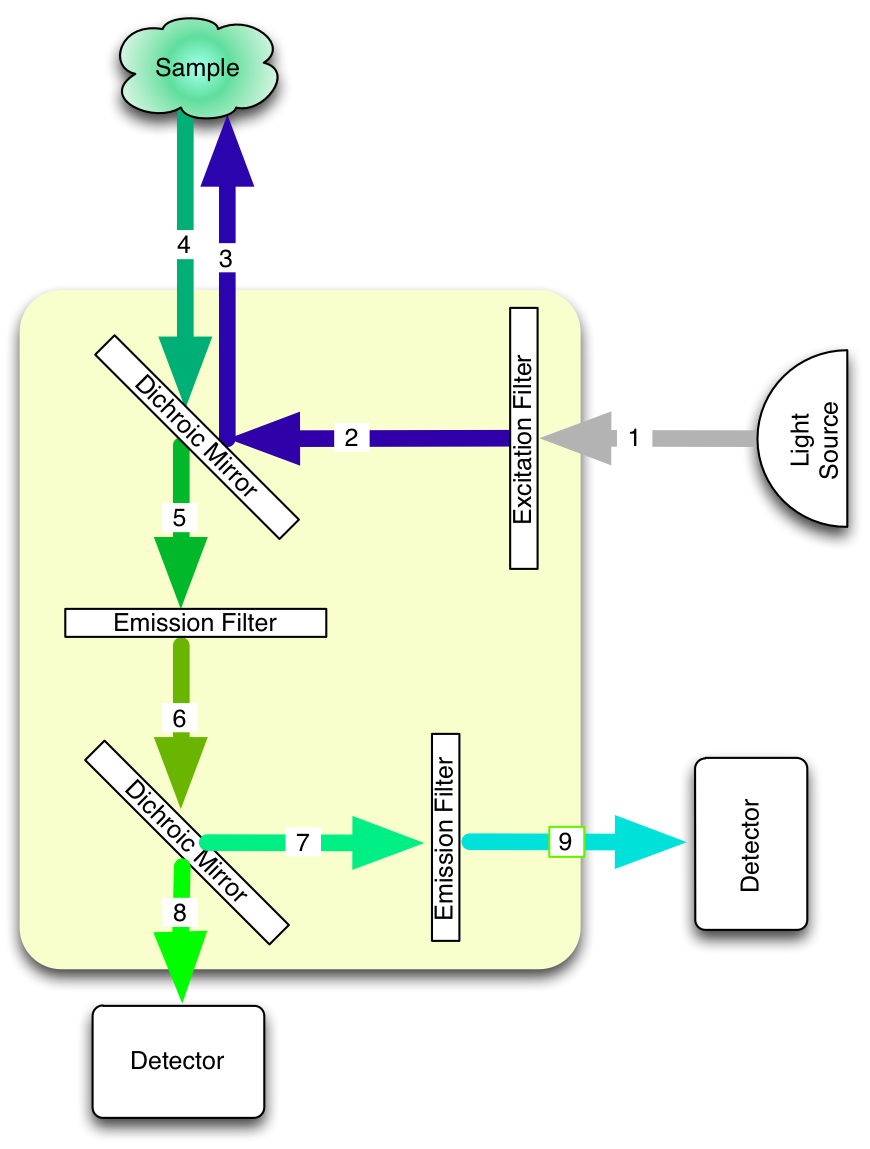 Sample
4
3
Dichroic Mirror
2
Excitation Filter
1
Light
Source
5
Emission Filter
6
Dichroic Mirror
7
Emission Filter
9
Detector
8
Detector